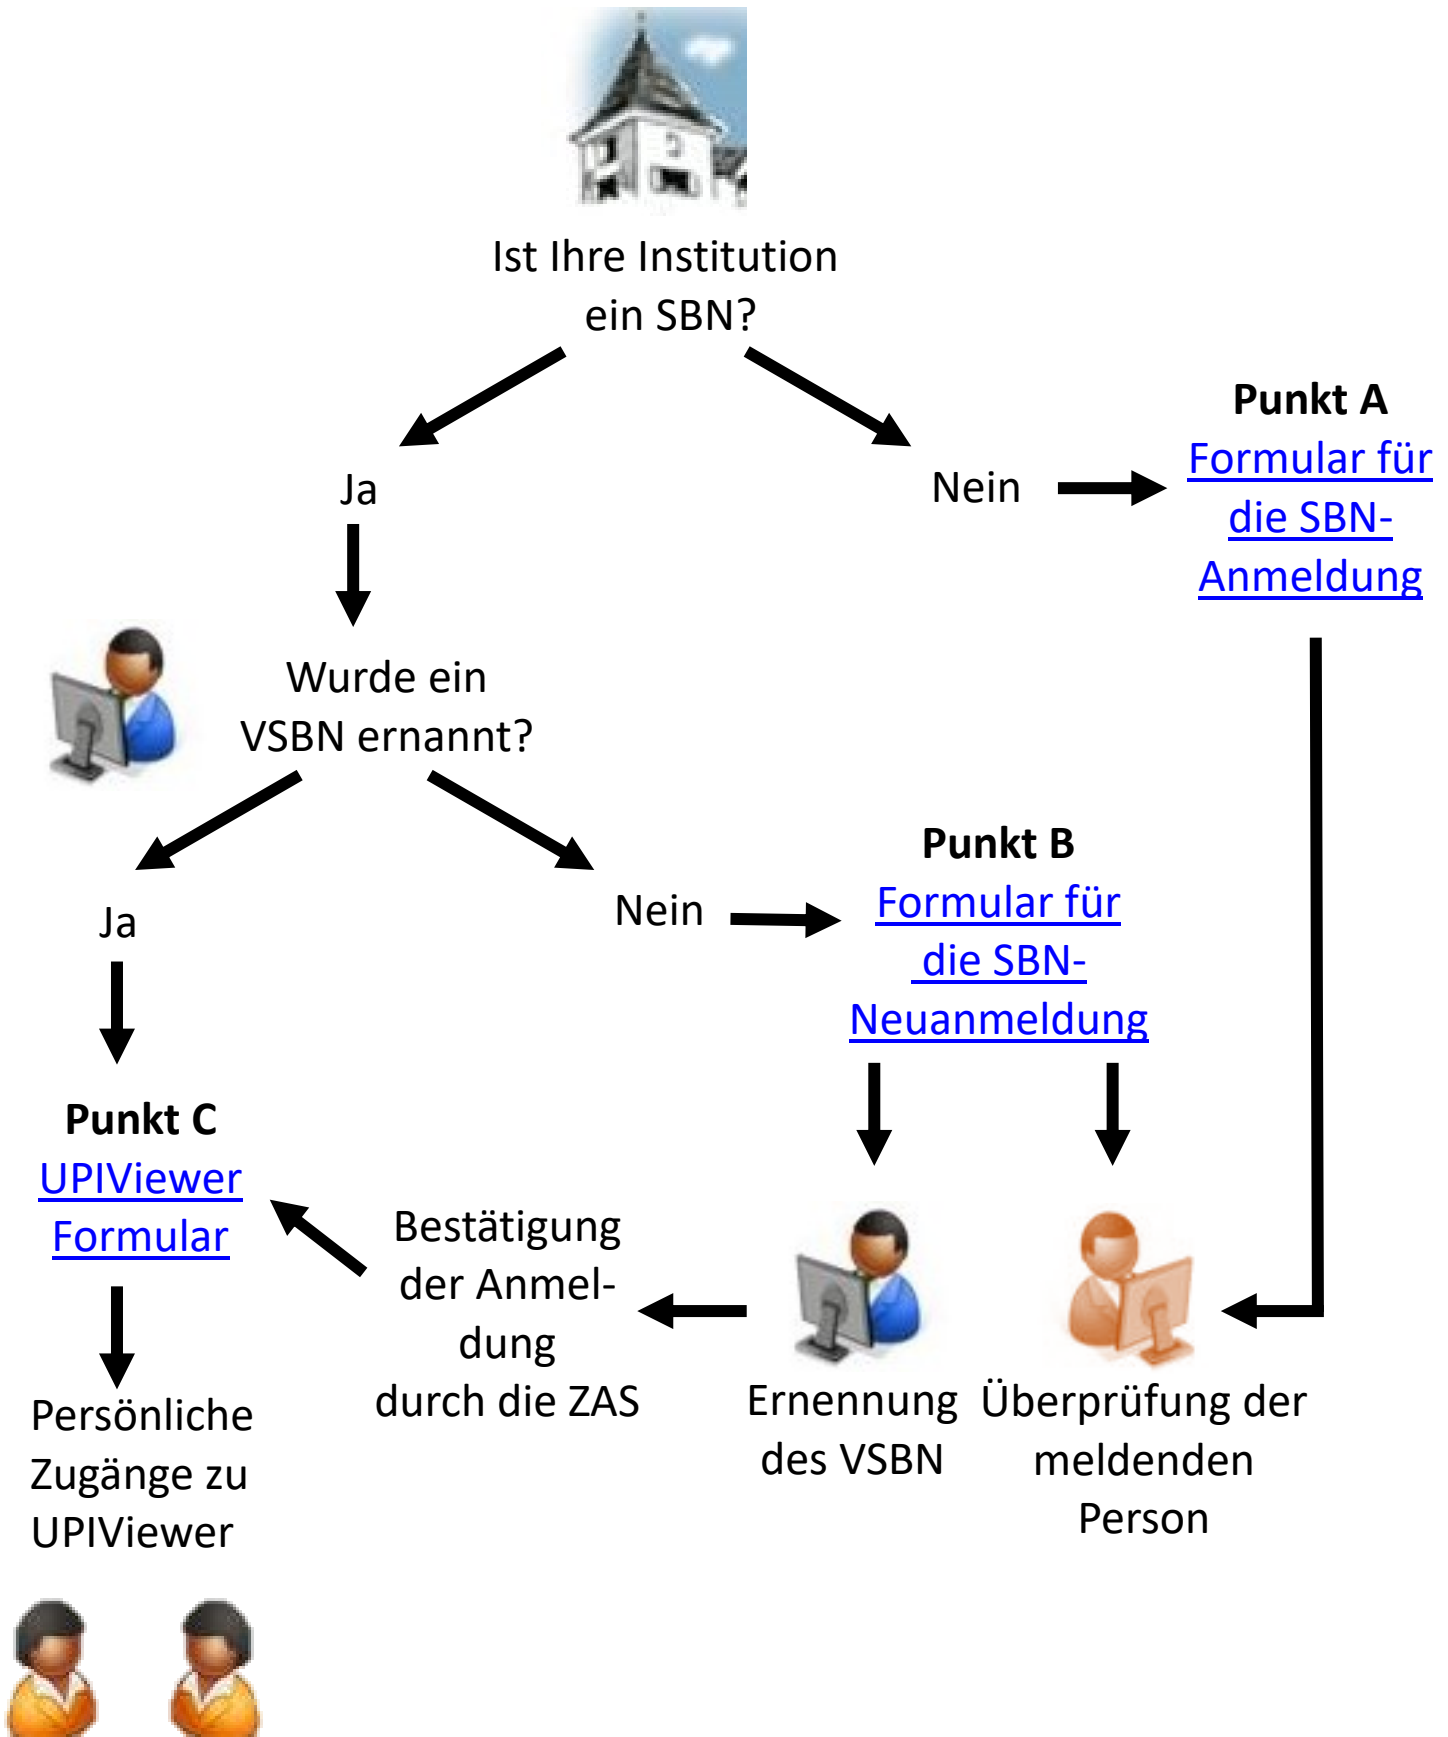 Ist Ihre Institution
ein SBN?
Ja
Nein
Punkt A
Formular für
die SBN-
Anmeldung
Wurde ein
VSBN ernannt?
Ja
Nein
Punkt B
Formular für
die SBN-
Neuanmeldung
Punkt C
UPIViewer
Formular
Bestätigung
der Anmel-
dung
durch die ZAS
Ernennung
des VSBN
Überprüfung der
meldenden
Person
Persönliche
Zugänge zu
UPIViewer